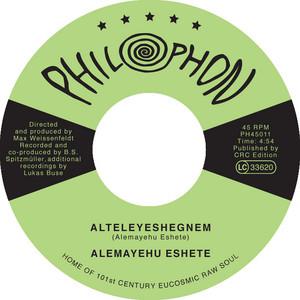 PHILOPHON
Directed
and produced by
Max Weissenfeldt
Recorded and
co-produced by B.S.
Spitzmüller, additional
recordings by
Lukas Buse
45 RPM
PH45011
Time: 4:54
Published by
CRC Edition
LC 33620
ALTELEYESHEGNEM
(Alemayehu Eshete)
ALEMAYEHU ESHETE
HOME OF 101st CENTURY EUCOSMIC RAW SOUL